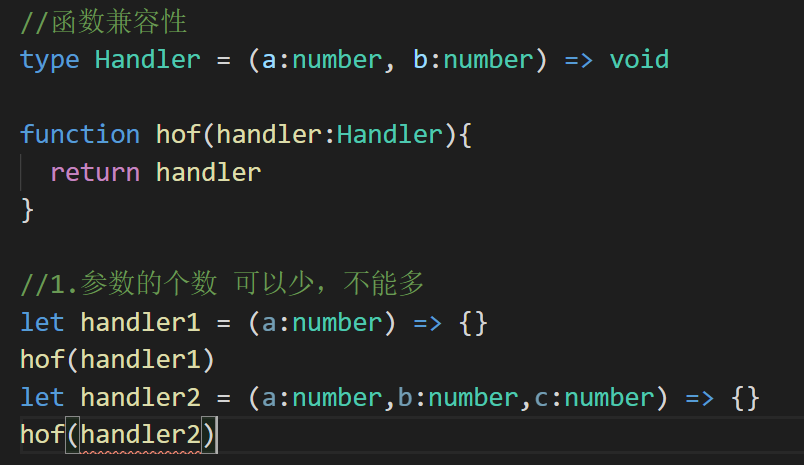 //函数兼容性
type Handler = (a:number, b:number) => void
function hof(handler:Handler){
return handler
}
//1.参数的个数 可以少，不能多
let handler1 = (a:number) => {}
hof(handler1)
let handler2 = (a:number,b:number,c:number) => {}
hof(handler2)